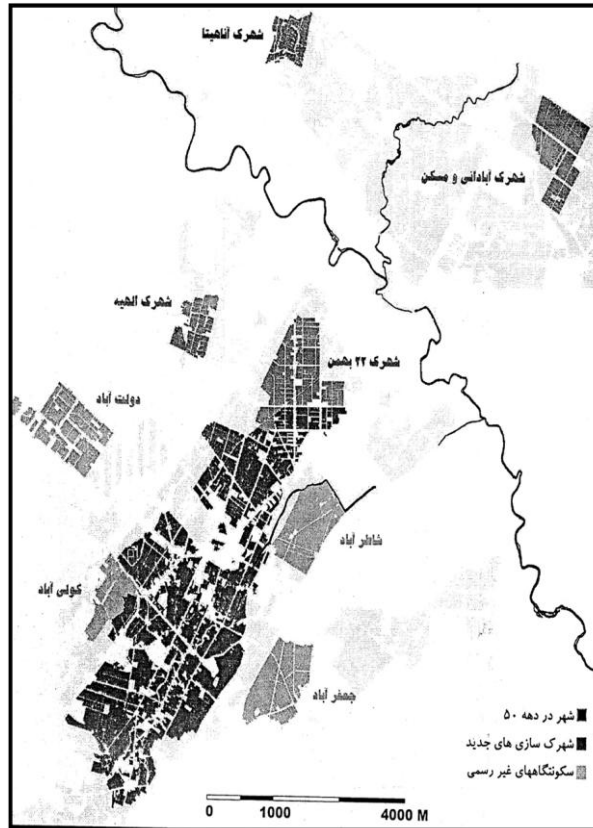 شهرک آناهیتا
شهرک آبادانی و مسکن
شهرک الهیه
شهرک ۲۲ بهمن
دولت آباد
شاطر آباد
کولی آباد
جعفر آباد
شهر در دهه ۵۰
شهرک سازی های جدید
سکونتگاههای غیر رسمی
0 1000 4000 M